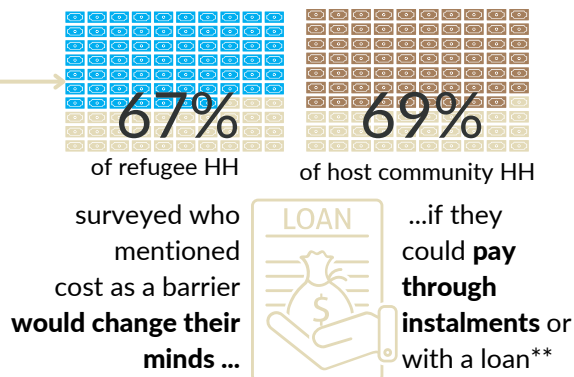 67%
of refugee HH
69%
of host community HH
surveyed who
mentioned
cost as a barrier
would change their
minds ...
LOAN
$
...if they
could pay
through
instalments or
with a loan**